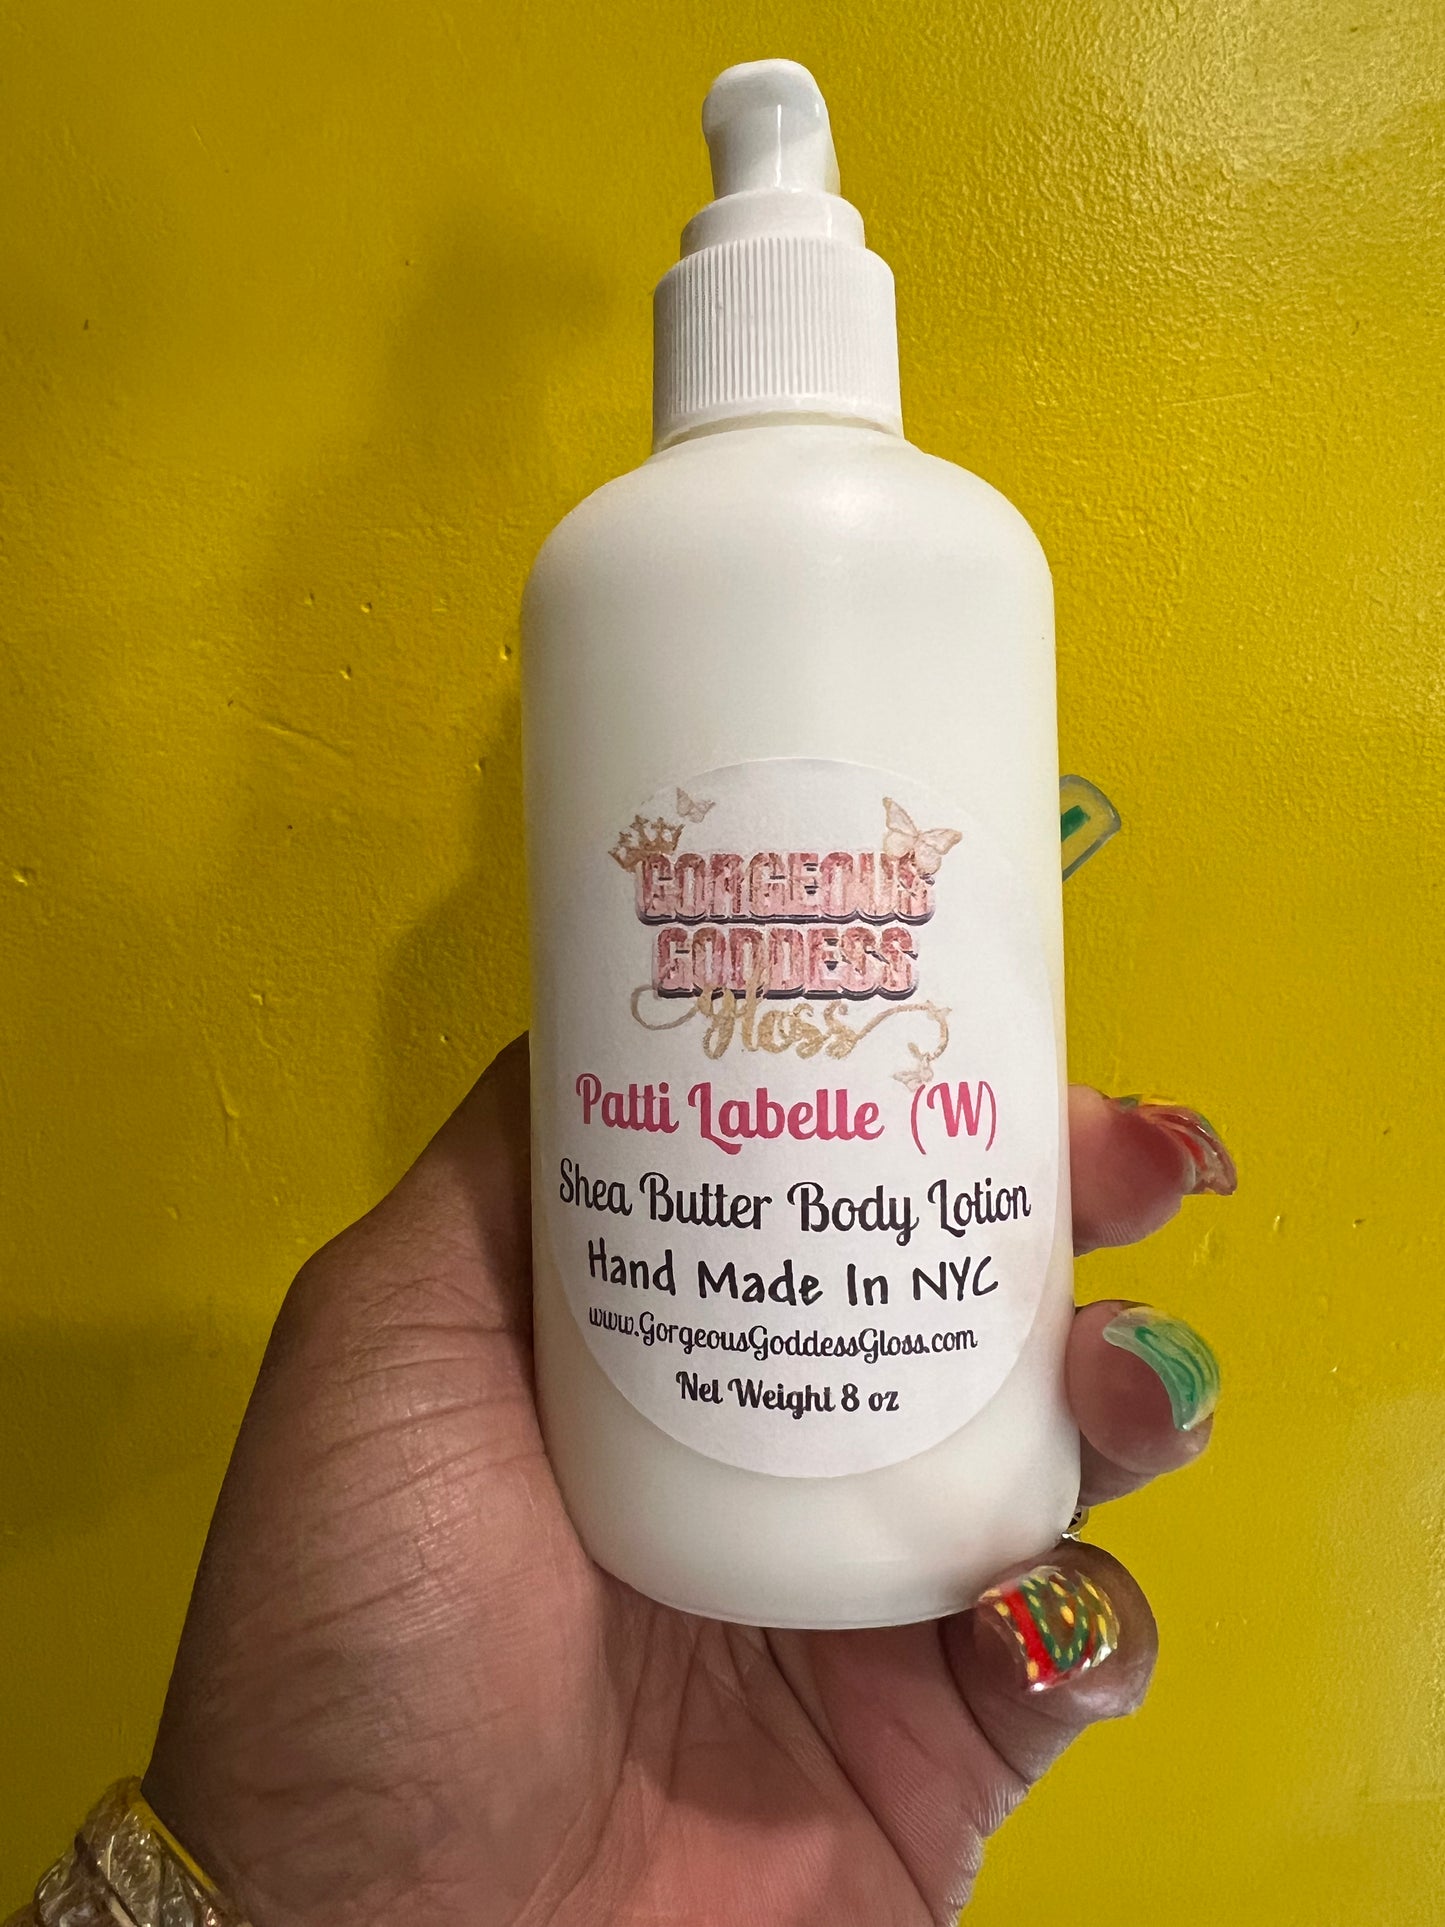 GORGEOUS
GODDESS
Gloss
Patti Labelle (W)
Shea Butter Body Lotion
Hand Made In NYC
www.GorgeousGoddessGloss.com
Net Weight 8 oz